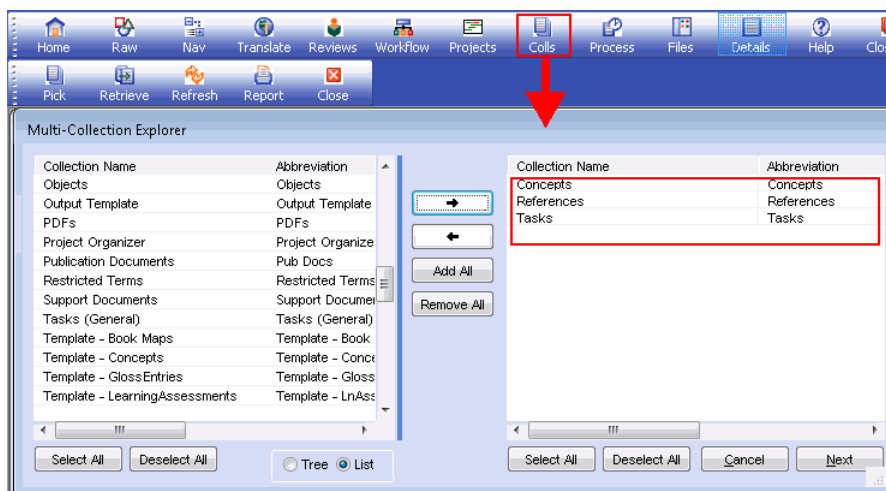 Home Raw Nav Translate Reviews Workflow Projects Colls Process Files Details Help Clo
Pick Retrieve Refresh Report Close
Multi-Collection Explorer
Collection Name Abbreviation
Objects Objects
Output Template Output Template
PDFs PDFs
Project Organizer Project Organize
Publication Documents Pub Docs
Restricted Terms Restricted Terms
Support Documents Support Documen
Tasks (General) Tasks (General)
Template - Book Maps Template - Book
Template - Concepts Template - Conce
Template - GlossEntries Template - Gloss
Template - LearningAssessments Template - LnAss
Select All Deselect All Tree List
Add All
Remove All
Collection Name Abbreviation
Concepts Concepts
References References
Tasks Tasks
Select All Deselect All Cancel Next